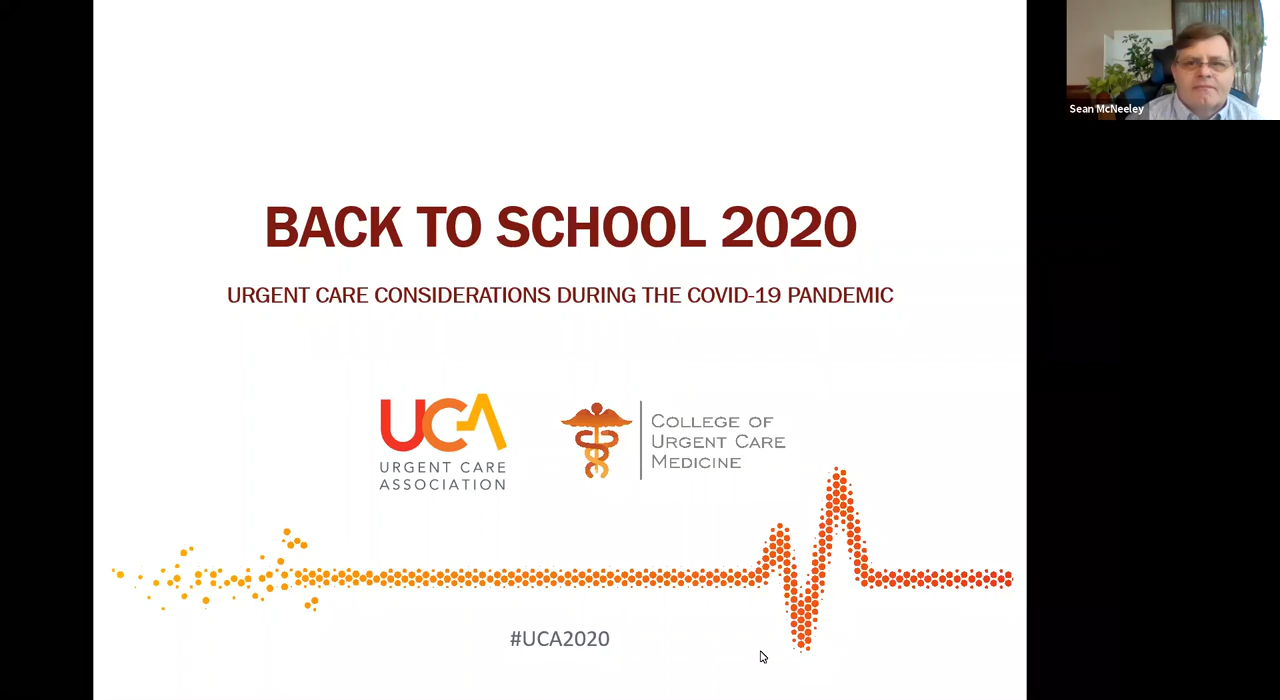 Sean McNeeley
BACK TO SCHOOL 2020
URGENT CARE CONSIDERATIONS DURING THE COVID-19 PANDEMIC
UCA
URGENT CARE
ASSOCIATION
COLLEGE OF
URGENT CARE
MEDICINE
#UCA2020